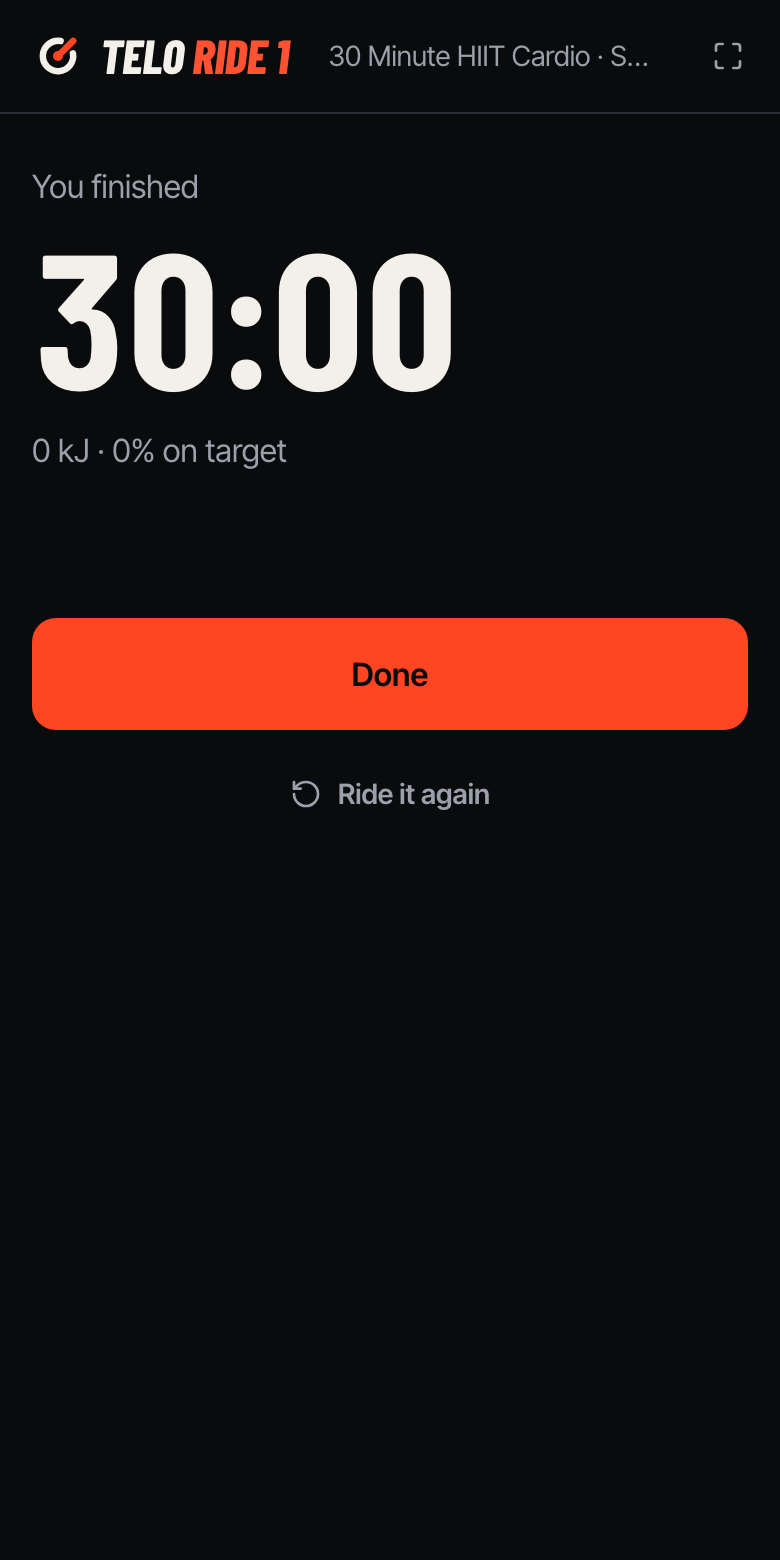 TELO RIDE 1 30 Minute HIIT Cardio · S...
You finished
30:00
0 kJ · 0% on target
Done
Ride it again